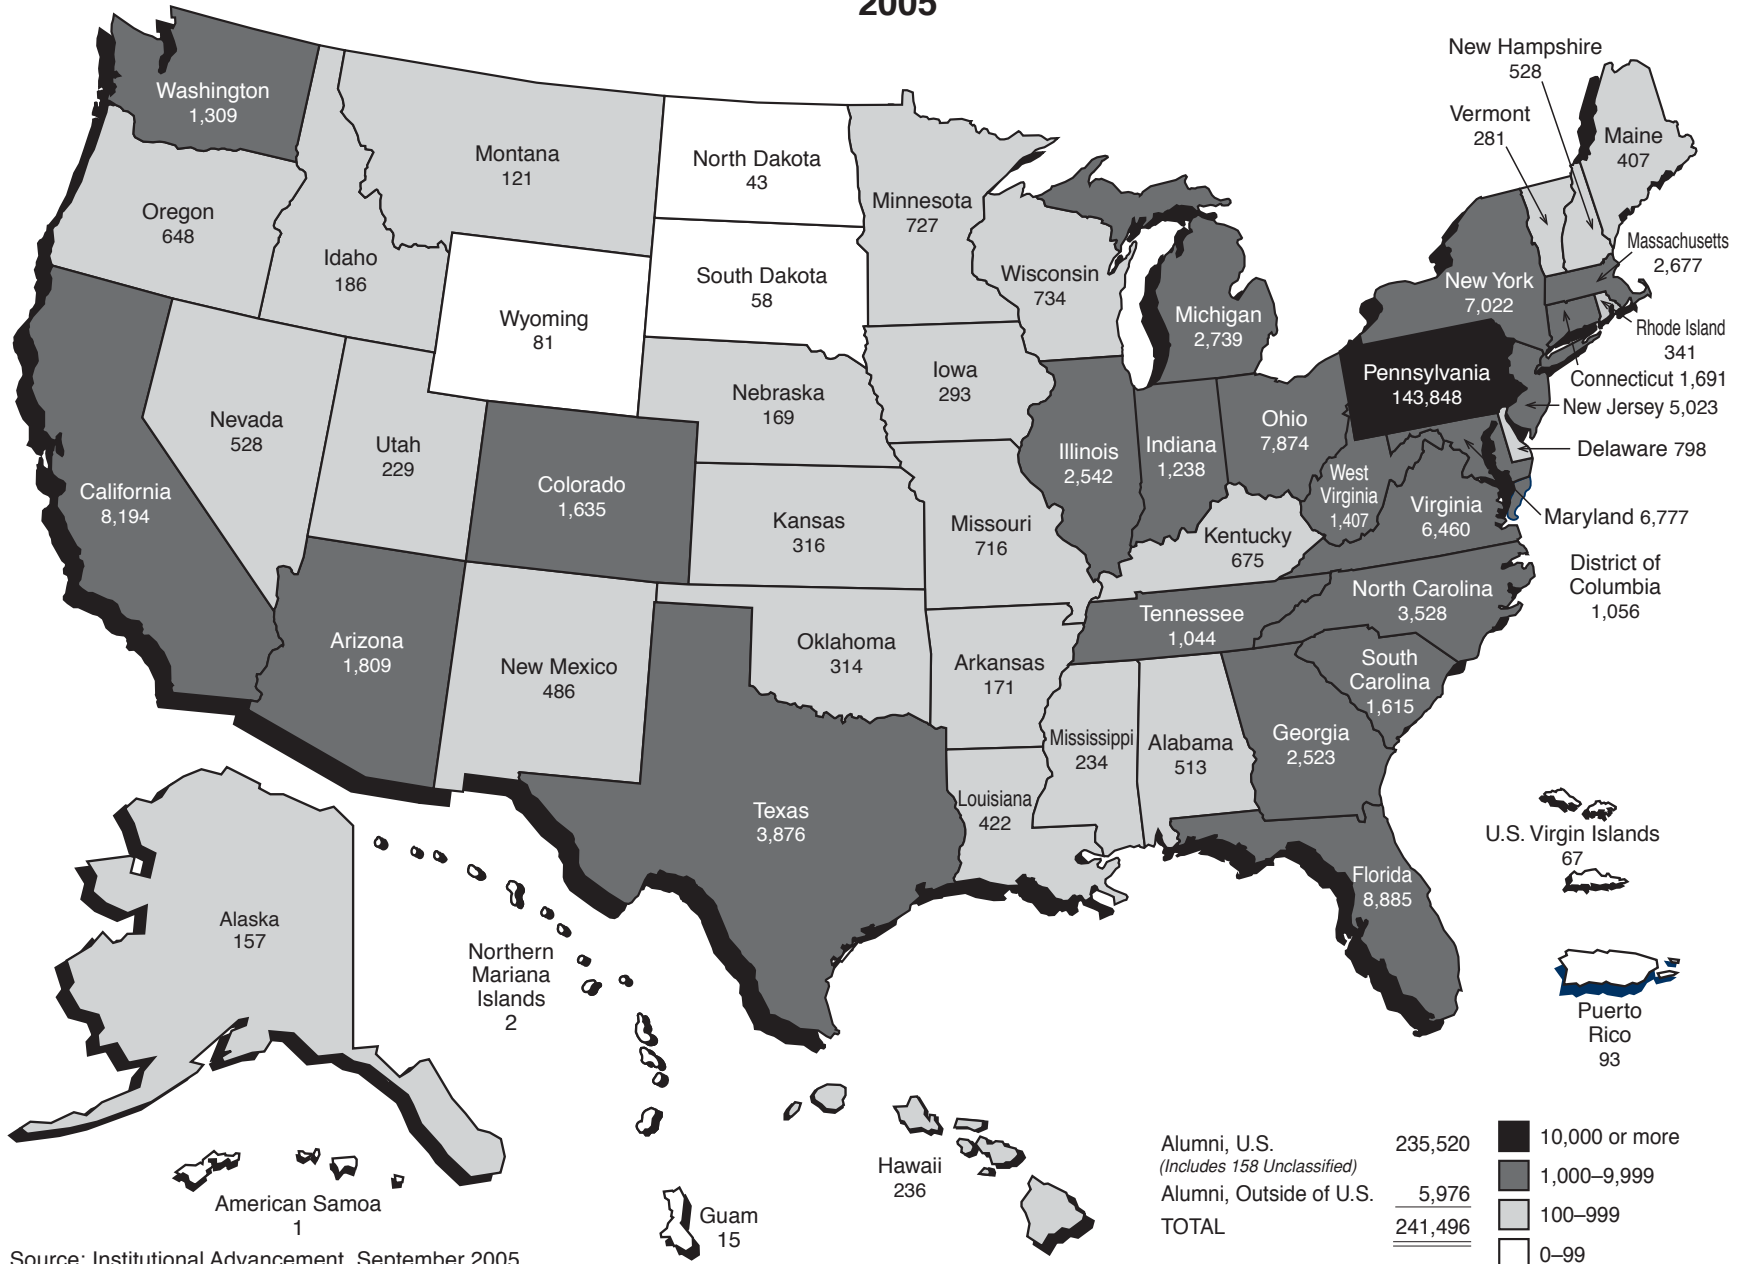 2005
Washington
1,309
Oregon
648
Idaho
186
Montana
121
North Dakota
43
South Dakota
58
Wyoming
81
Minnesota
727
Wisconsin
734
Michigan
2,739
New Hampshire
528
Vermont
281
Maine
407
Massachusetts
2,677
New York
7,022
Rhode Island
341
Connecticut 1,691
Pennsylvania
143,848
New Jersey 5,023
Delaware 798
Maryland 6,777
District of
Columbia
1,056
California
8,194
Nevada
528
Utah
229
Colorado
1,635
Nebraska
169
Iowa
293
Illinois
2,542
Indiana
1,238
Ohio
7,874
West
Virginia
1,407
Virginia
6,460
Kansas
316
Missouri
716
Kentucky
675
North Carolina
3,528
Tennessee
1,044
South
Carolina
1,615
Arizona
1,809
New Mexico
486
Oklahoma
314
Arkansas
171
Mississippi
234
Alabama
513
Georgia
2,523
Texas
3,876
Louisiana
422
Florida
8,885
U.S. Virgin Islands
67
Puerto
Rico
93
Alaska
157
Northern
Mariana
Islands
2
American Samoa
1
Guam
15
Hawaii
236
Alumni, U.S. 235,520
(Includes 158 Unclassified)
Alumni, Outside of U.S. 5,976
TOTAL 241,496
10,000 or more
1,000–9,999
100–999
0–99
Source: Institutional Advancement, September 2005